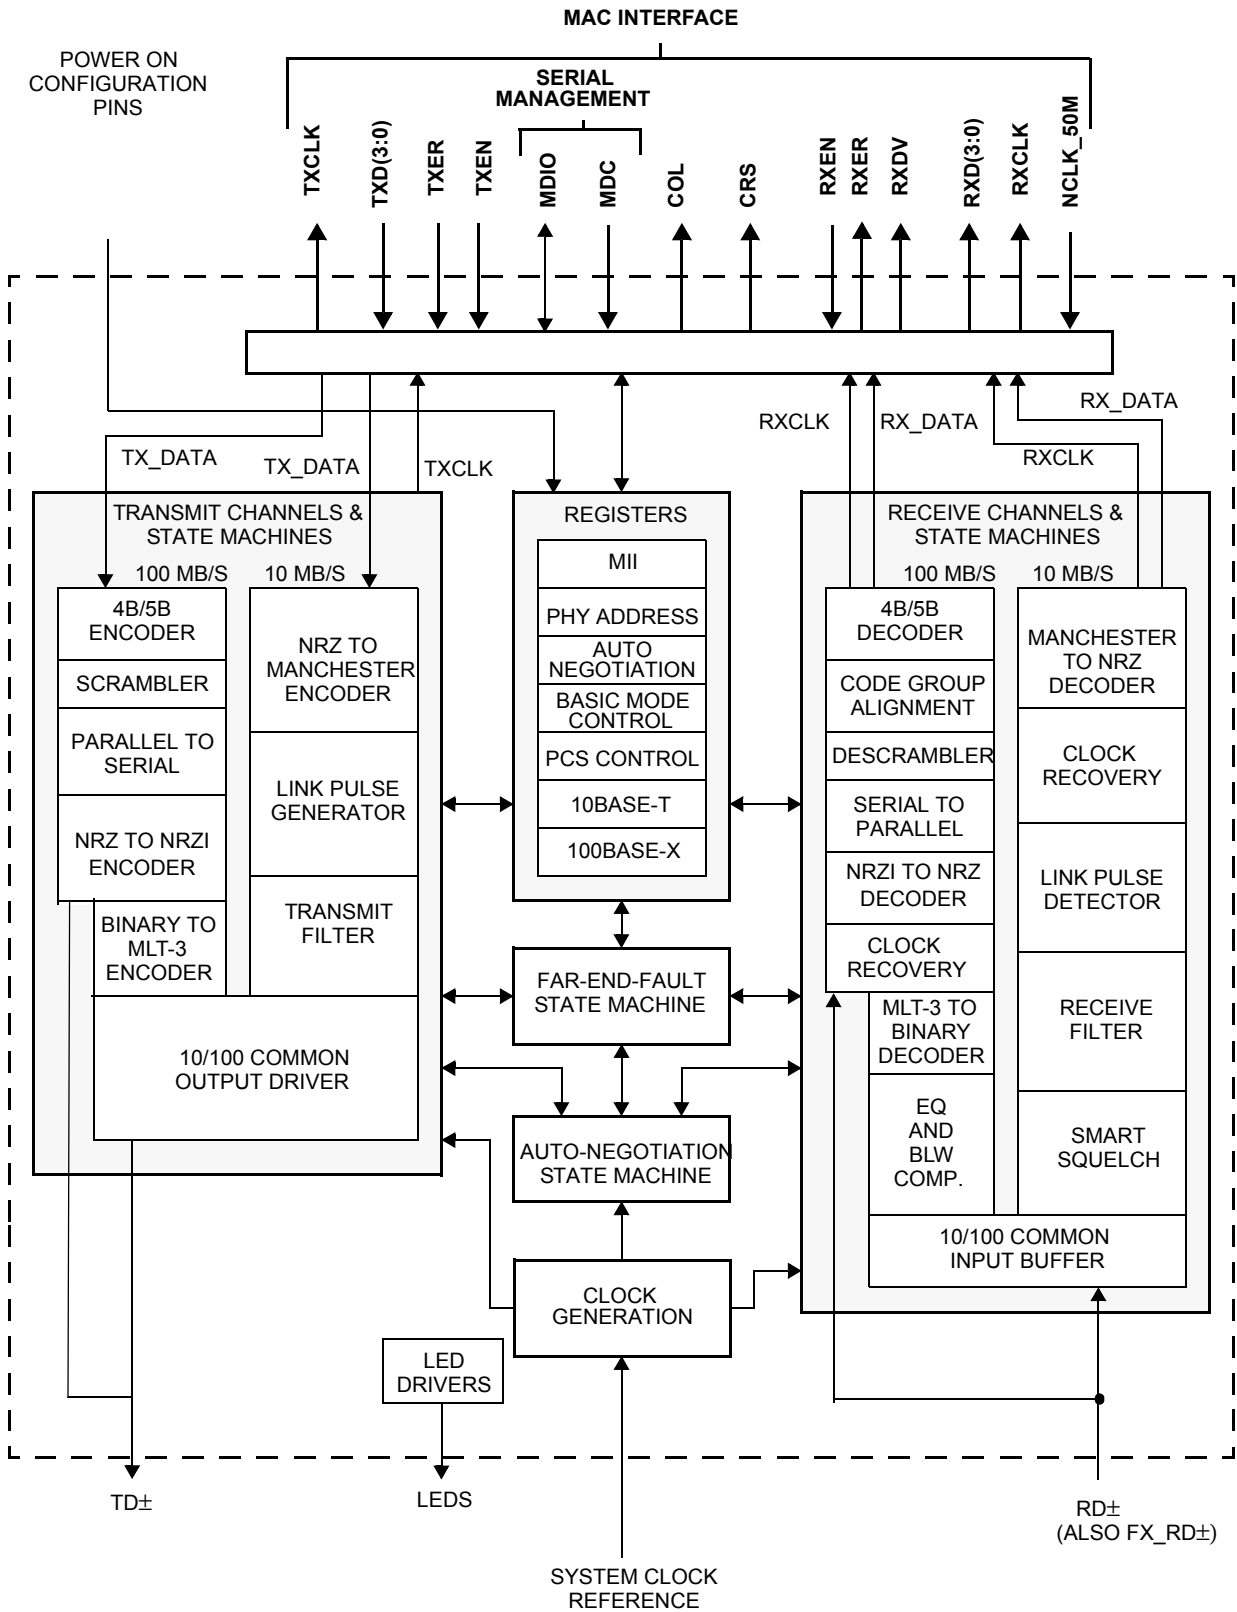 MAC INTERFACE
POWER ON
CONFIGURATION
PINS
SERIAL
MANAGEMENT
TXCLK
TXD(3:0)
TXER
TXEN
MDIO
MDC
COL
CRS
RXEN
RXER
RXDV
RXD(3:0)
RXCLK
NCLK_50M
TX_DATA
TX_DATA
TXCLK
RXCLK
RX_DATA
RXCLK
RX_DATA
TRANSMIT CHANNELS &
STATE MACHINES
100 MB/S
10 MB/S
4B/5B
ENCODER
SCRAMBLER
PARALLEL TO
SERIAL
NRZ TO NRZI
ENCODER
BINARY TO
MLT-3
ENCODER
NRZ TO
MANCHESTER
ENCODER
LINK PULSE
GENERATOR
TRANSMIT
FILTER
10/100 COMMON
OUTPUT DRIVER
REGISTERS
MII
PHY ADDRESS
AUTO
NEGOTIATION
BASIC MODE
CONTROL
PCS CONTROL
10BASE-T
100BASE-X
FAR-END-FAULT
STATE MACHINE
AUTO-NEGOTIATION
STATE MACHINE
CLOCK
GENERATION
RECEIVE CHANNELS &
STATE MACHINES
100 MB/S
10 MB/S
4B/5B
DECODER
CODE GROUP
ALIGNMENT
DESCRAMBLER
SERIAL TO
PARALLEL
NRZI TO NRZ
DECODER
CLOCK
RECOVERY
MLT-3 TO
BINARY
DECODER
EQ
AND
BLW
COMP.
MANCHESTER
TO NRZ
DECODER
CLOCK
RECOVERY
LINK PULSE
DETECTOR
RECEIVE
FILTER
SMART
SQUELCH
10/100 COMMON
INPUT BUFFER
LED
DRIVERS
TD±
LEDS
RD±
(ALSO FX_RD±)
SYSTEM CLOCK
REFERENCE